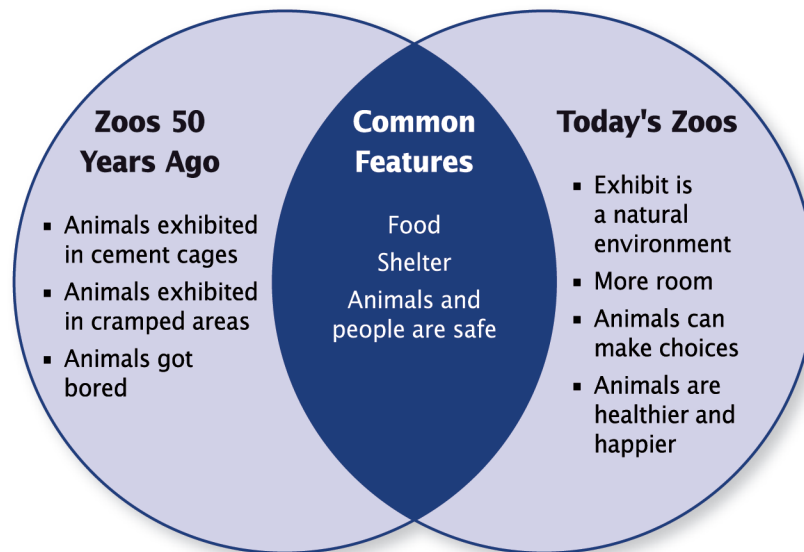 Zoos 50
Years Ago
▪ Animals exhibited
in cement cages
▪ Animals exhibited
in cramped areas
▪ Animals got
bored
Common
Features
Food
Shelter
Animals and
people are safe
Today's Zoos
▪ Exhibit is
a natural
environment
▪ More room
▪ Animals can
make choices
▪ Animals are
healthier and
happier